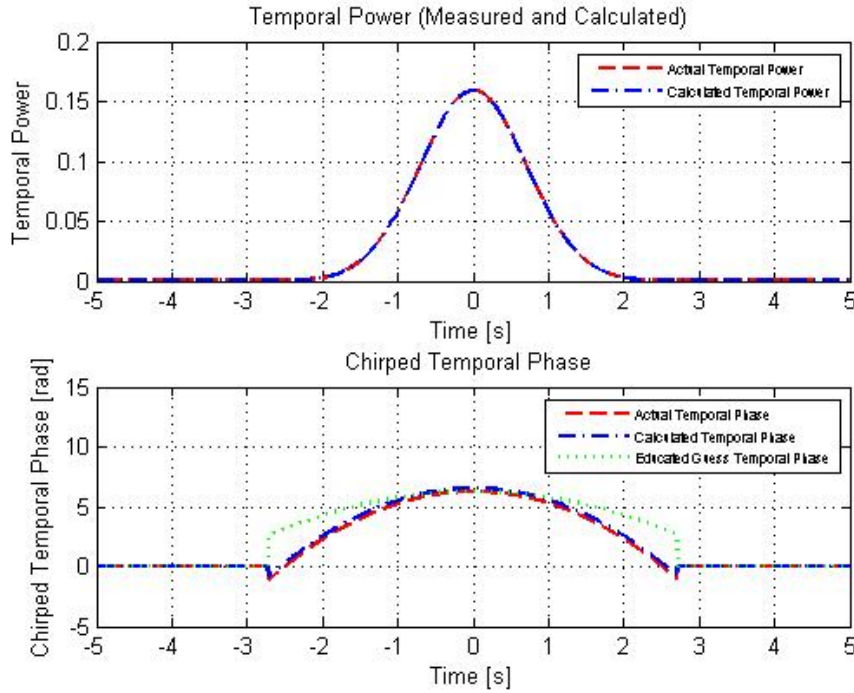 Temporal Power (Measured and Calculated)
Temporal Power
0.2
0.15
0.1
0.05
0
Actual Temporal Power
Calculated Temporal Power
-5 -4 -3 -2 -1 0 1 2 3 4 5
Time [s]
Chirped Temporal Phase
Chirped Temporal Phase [rad]
15
10
5
0
-5
Actual Temporal Phase
Calculated Temporal Phase
Educated Guess Temporal Phase
-5 -4 -3 -2 -1 0 1 2 3 4 5
Time [s]